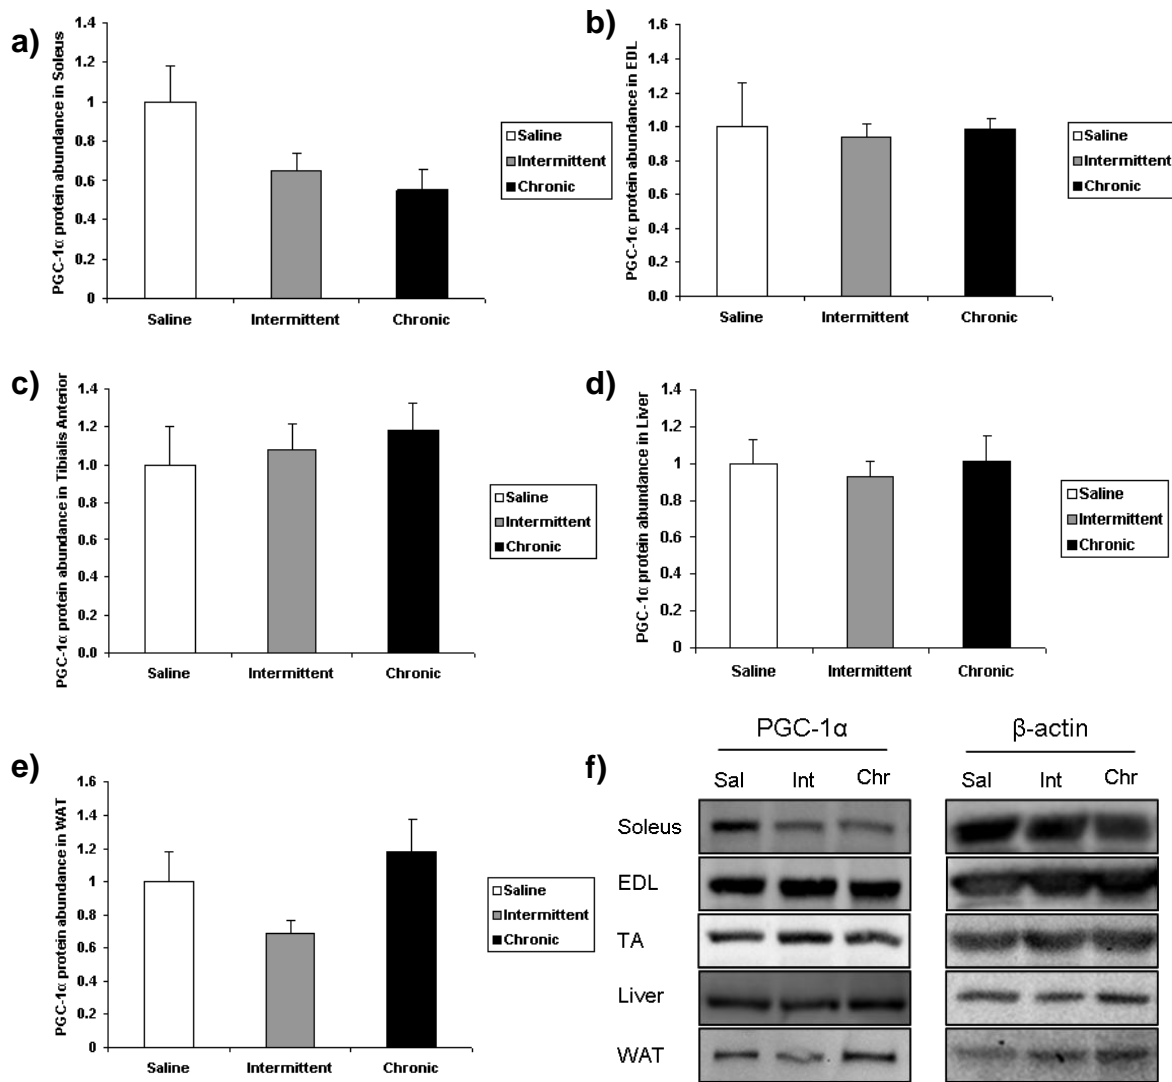 a)
PGC-1α protein abundance in Soleus
1.4
1.2
1
0.8
0.6
0.4
0.2
0
Saline
Intermittent
Chronic
Saline
Intermittent
Chronic
b)
PGC-1α protein abundance in EDL
1.6
1.4
1.2
1.0
0.8
0.6
0.4
0.2
0.0
Saline
Intermittent
Chronic
Saline
Intermittent
Chronic
c)
PGC-1α protein abundance in Tibialis Anterior
1.4
1.2
1.0
0.8
0.6
0.4
0.2
0.0
Saline
Intermittent
Chronic
Saline
Intermittent
Chronic
d)
PGC-1α protein abundance in Liver
1.4
1.2
1
0.8
0.6
0.4
0.2
0
Saline
Intermittent
Chronic
Saline
Intermittent
Chronic
e)
PGC-1α protein abundance in WAT
1.6
1.4
1.2
1
0.8
0.6
0.4
0.2
0
Saline
Intermittent
Chronic
Saline
Intermittent
Chronic
f)
PGC-1α
β-actin
Sal Int Chr
Sal Int Chr
Soleus
EDL
TA
Liver
WAT